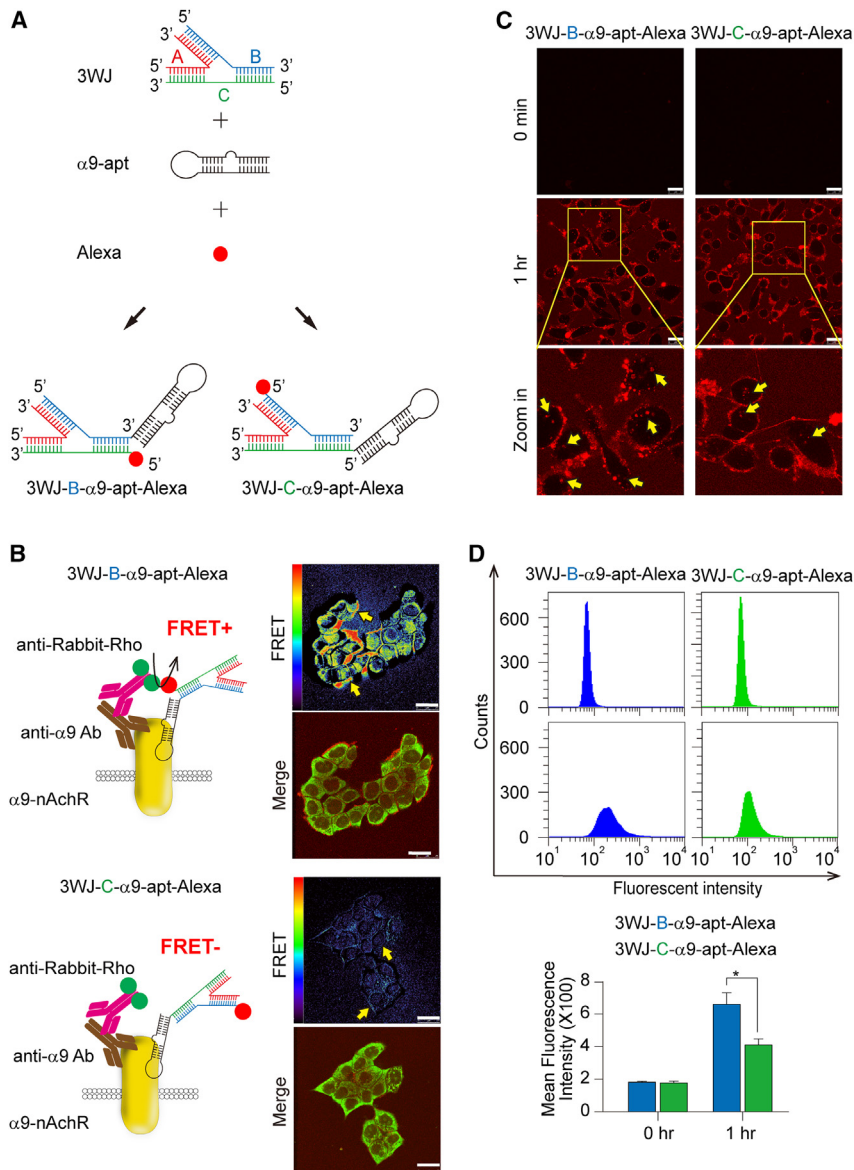 A
5'
3'
3WJ
5'
A
B
3'
3'
C
5'
+
α9-apt
+
Alexa
5'
3'
5'
3'
3'
5'
3WJ-B-α9-apt-Alexa
5'
3'
5'
3'
3'
3WJ-C-α9-apt-Alexa
B
3WJ-B-α9-apt-Alexa
anti-Rabbit-Rho
FRET+
anti-α9 Ab
α9-nAchR
FRET
Merge
3WJ-C-α9-apt-Alexa
FRET-
anti-Rabbit-Rho
anti-α9 Ab
α9-nAchR
FRET
Merge
C
3WJ-B-α9-apt-Alexa
3WJ-C-α9-apt-Alexa
0 min
1 hr
Zoom in
D
3WJ-B-α9-apt-Alexa
3WJ-C-α9-apt-Alexa
Counts
600
300
0
600
300
0
10¹ 10² 10³ 10⁴
10¹ 10² 10³ 10⁴
Fluorescent intensity
3WJ-B-α9-apt-Alexa
3WJ-C-α9-apt-Alexa
Mean Fluorescence
Intensity (X100)
8
6
4
2
0
*
0 hr
1 hr